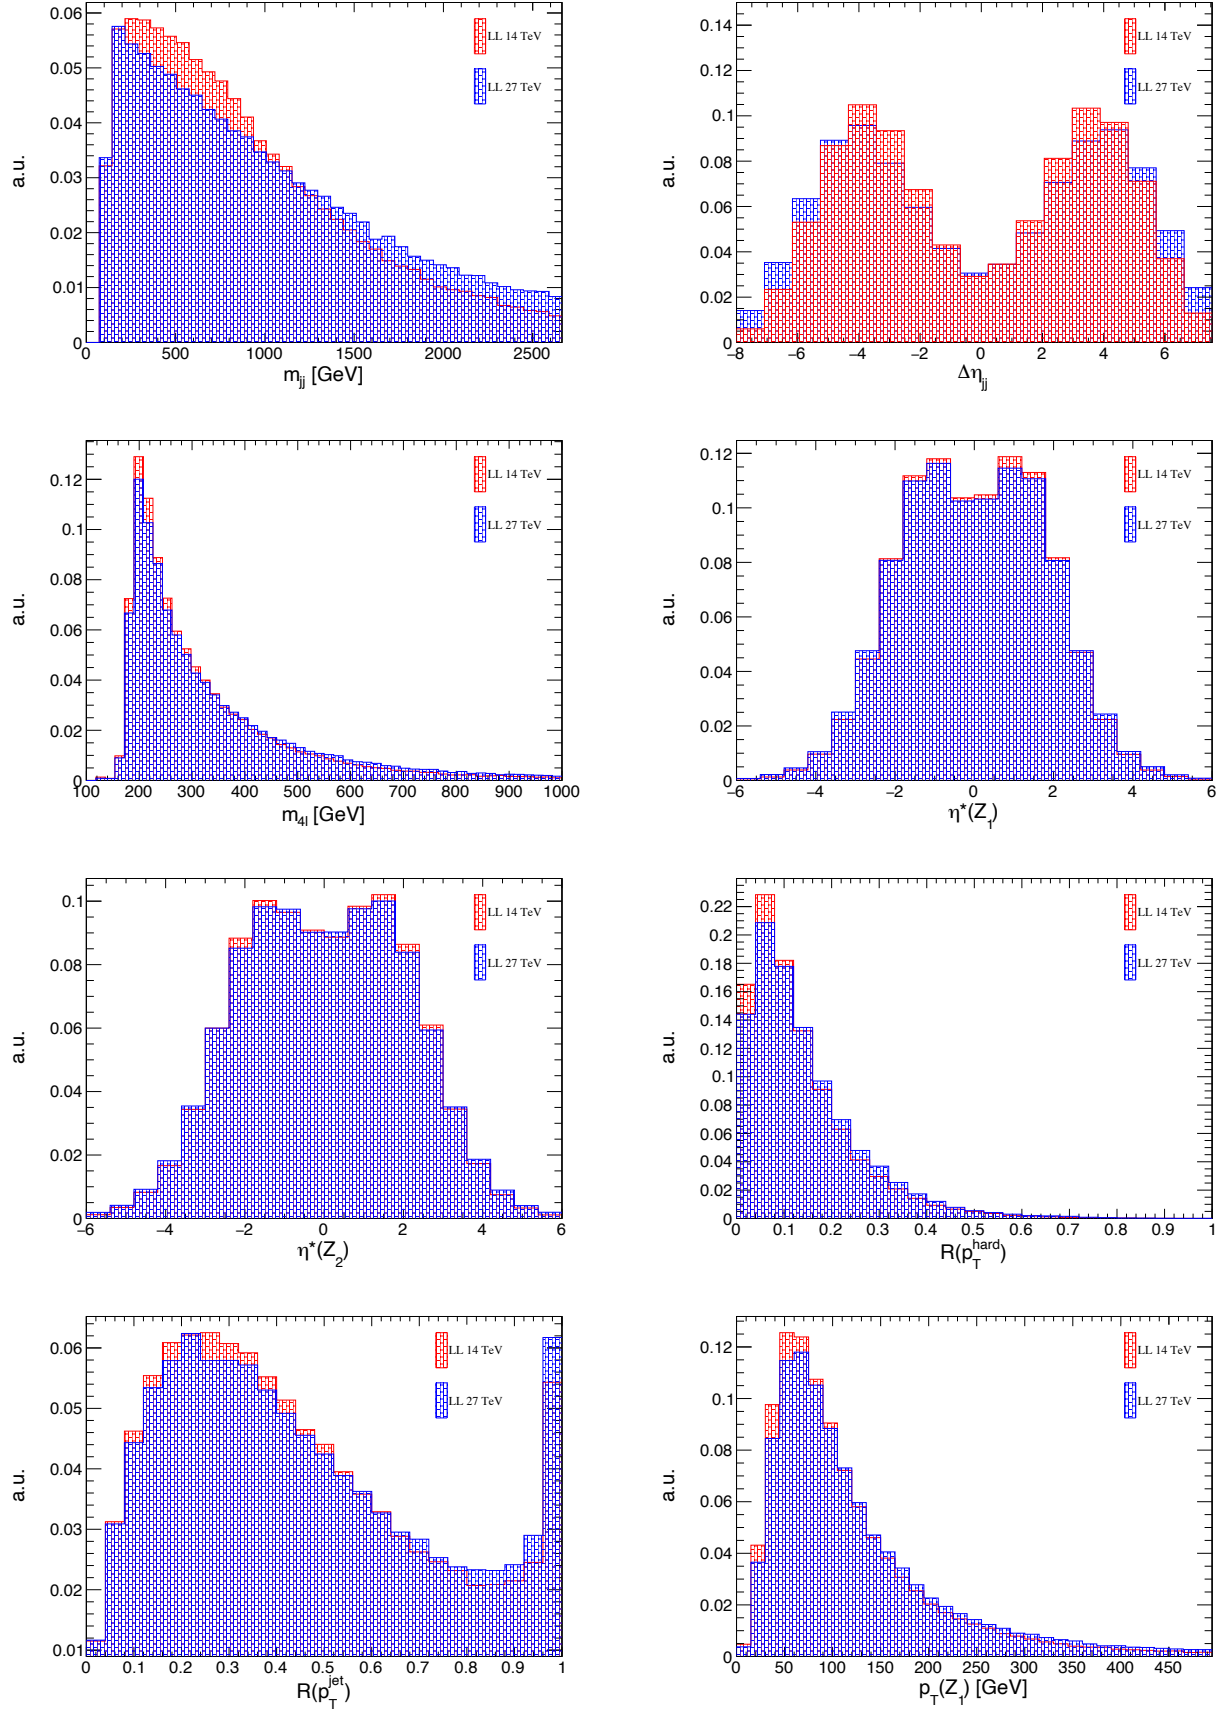 0.06
0.05
0.04
0.03
0.02
0.01
0
a.u.
LL 14 TeV
LL 27 TeV
0 500 1000 1500 2000 2500
m_jj [GeV]
0.14
0.12
0.1
0.08
0.06
0.04
0.02
0
a.u.
LL 14 TeV
LL 27 TeV
−8 −6 −4 −2 0 2 4 6
Δη_jj
0.12
0.1
0.08
0.06
0.04
0.02
0
a.u.
LL 14 TeV
LL 27 TeV
100 200 300 400 500 600 700 800 900 1000
m_4l [GeV]
0.12
0.1
0.08
0.06
0.04
0.02
0
a.u.
LL 14 TeV
LL 27 TeV
−6 −4 −2 0 2 4 6
η*(Z_1)
0.1
0.08
0.06
0.04
0.02
0
a.u.
LL 14 TeV
LL 27 TeV
−6 −4 −2 0 2 4 6
η*(Z_2)
0.22
0.2
0.18
0.16
0.14
0.12
0.1
0.08
0.06
0.04
0.02
0
a.u.
LL 14 TeV
LL 27 TeV
0 0.1 0.2 0.3 0.4 0.5 0.6 0.7 0.8 0.9 1
R(p_T^hard)
0.06
0.05
0.04
0.03
0.02
0.01
a.u.
LL 14 TeV
LL 27 TeV
0 0.1 0.2 0.3 0.4 0.5 0.6 0.7 0.8 0.9 1
R(p_T^jet)
0.12
0.1
0.08
0.06
0.04
0.02
0
a.u.
LL 14 TeV
LL 27 TeV
0 50 100 150 200 250 300 350 400 450
p_T(Z_1) [GeV]